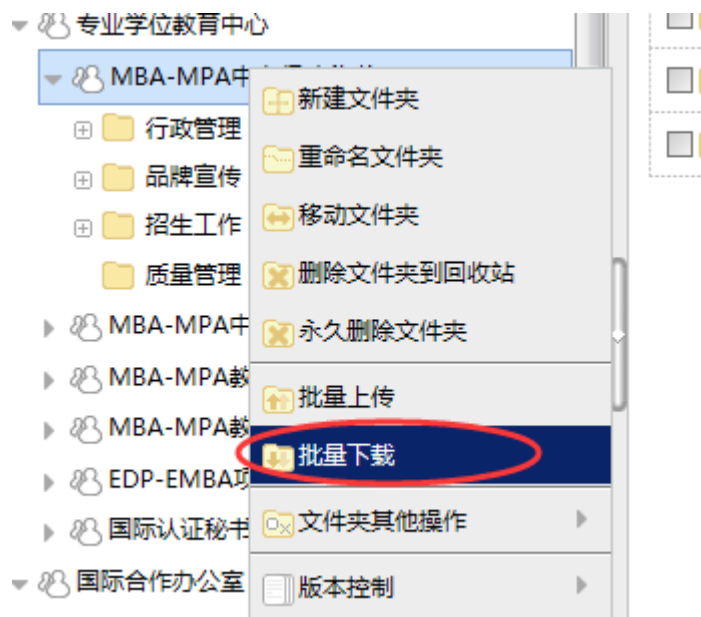 专业学位教育中心
MBA-MPA中
行政管理
品牌宣传
招生工作
质量管理
MBA-MPA中
MBA-MPA教
MBA-MPA教
EDP-EMBA项
国际认证秘书
国际合作办公室
新建文件夹
重命名文件夹
移动文件夹
删除文件夹到回收站
永久删除文件夹
批量上传
批量下载
文件夹其他操作
版本控制